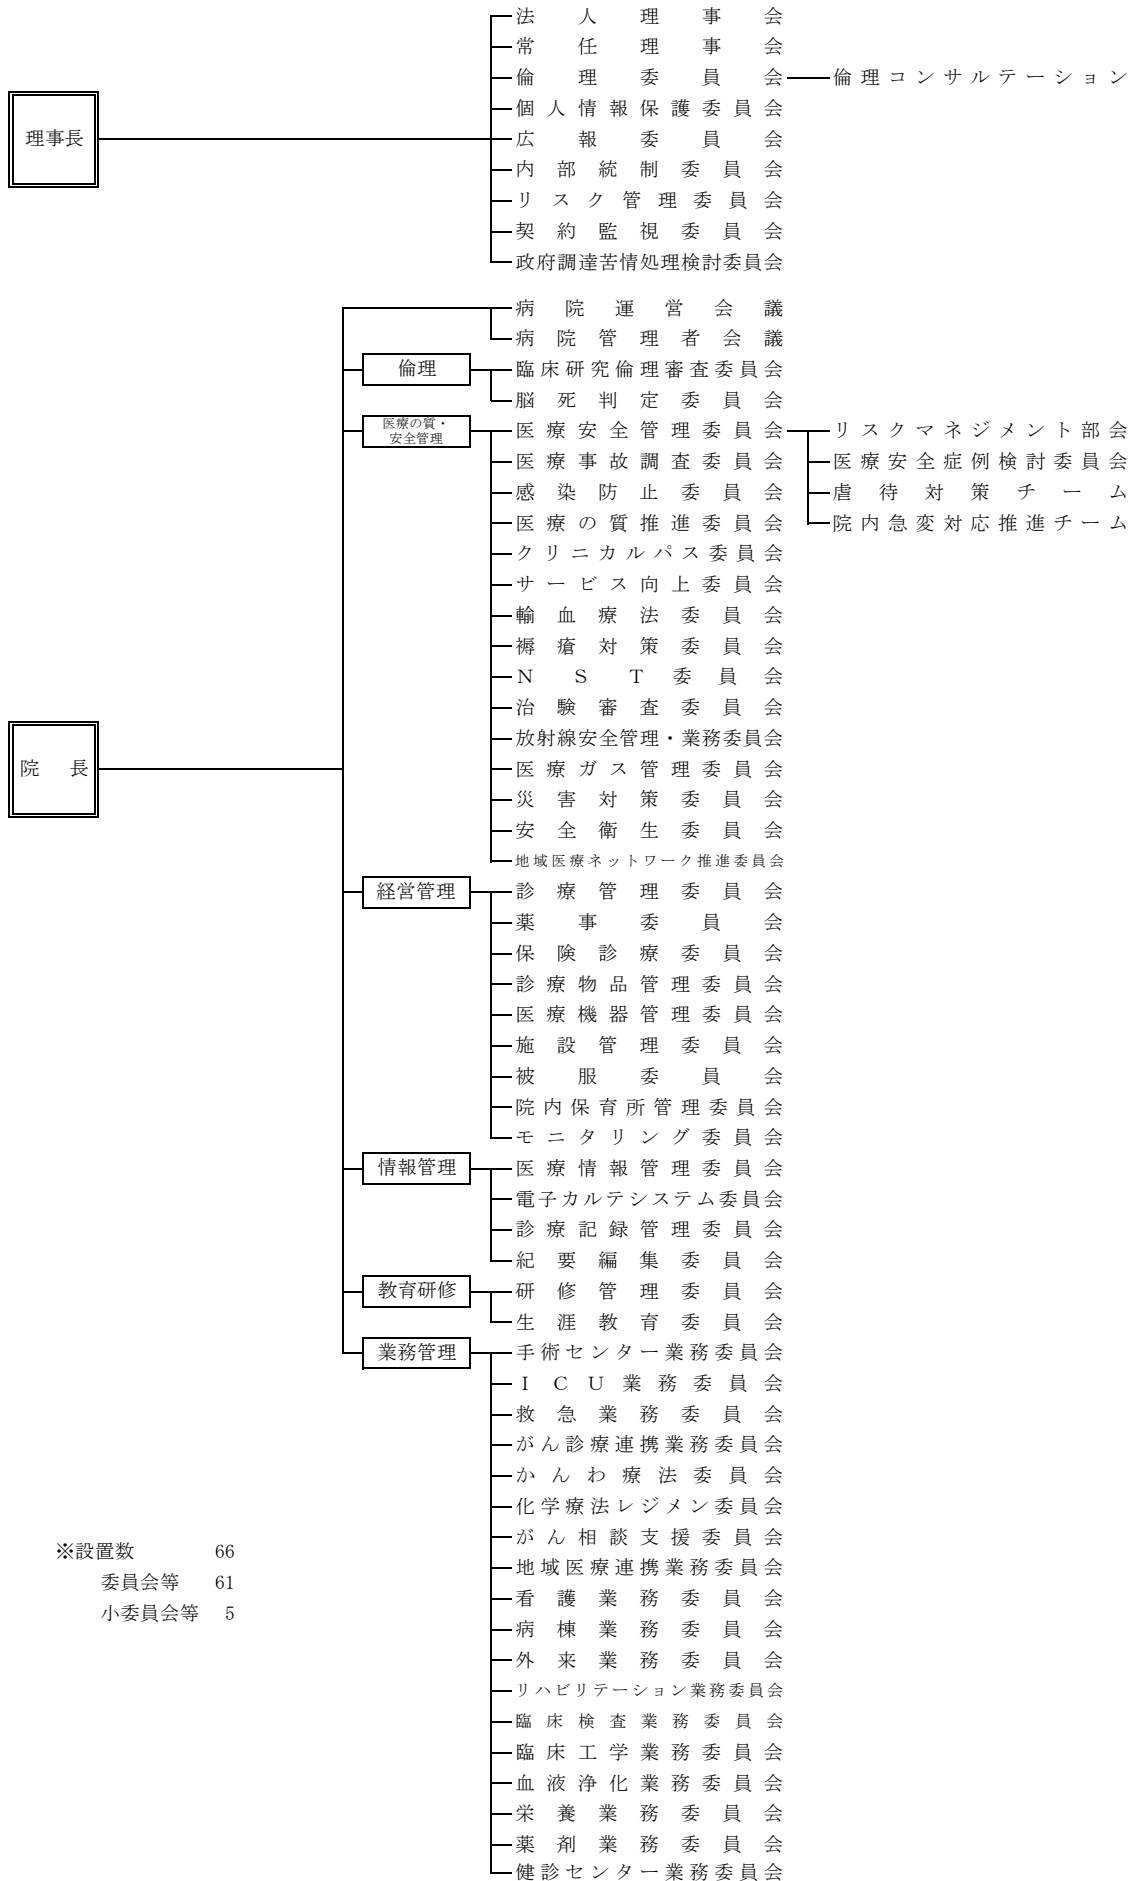 法人理事会
常任理事会
倫理委員会 倫理コンサルテーション
個人情報保護委員会
理事長 広報委員会
内部統制委員会
リスク管理委員会
契約監視委員会
政府調達苦情処理検討委員会
病院運営会議
病院管理者会議
倫理 臨床研究倫理審査委員会
脳死判定委員会
医療の質・
安全管理
医療安全管理委員会 リスクマネジメント部会
医療事故調査委員会 医療安全症例検討委員会
感染防止委員会 虐待対策チーム
医療の質推進委員会 院内急変対応推進チーム
クリニカルパス委員会
サービス向上委員会
輸血療法委員会
褥瘡対策委員会
NST委員会
治験審査委員会
放射線安全管理・業務委員会
院長 医療ガス管理委員会
災害対策委員会
安全衛生委員会
地域医療ネットワーク推進委員会
経営管理 診療管理委員会
薬事委員会
保険診療委員会
診療物品管理委員会
医療機器管理委員会
施設管理委員会
被服委員会
院内保育所管理委員会
モニタリング委員会
情報管理 医療情報管理委員会
電子カルテシステム委員会
診療記録管理委員会
紀要編集委員会
教育研修 研修管理委員会
生涯教育委員会
業務管理 手術センター業務委員会
ICU業務委員会
救急業務委員会
がん診療連携業務委員会
かんわ療法委員会
化学療法レジメン委員会
がん相談支援委員会
地域医療連携業務委員会
看護業務委員会
病棟業務委員会
外来業務委員会
リハビリテーション業務委員会
臨床検査業務委員会
臨床工学業務委員会
血液浄化業務委員会
栄養業務委員会
薬剤業務委員会
健診センター業務委員会
※設置数 66
委員会等 61
小委員会等 5